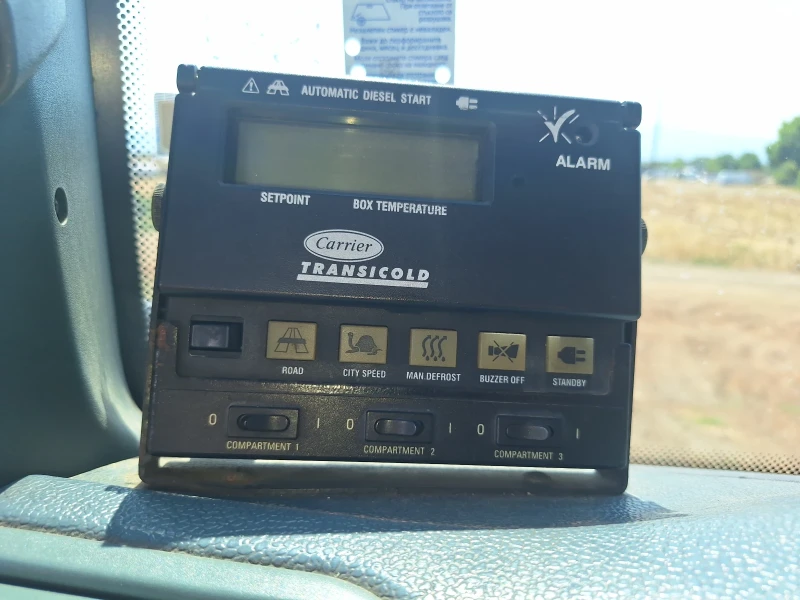 AUTOMATIC DIESEL START
ALARM
SETPOINT BOX TEMPERATURE
Carrier
TRANSICOLD
ROAD CITY SPEED MAN.DEFROST BUZZER OFF STANDBY
0 I 0 I 0 I
COMPARTMENT 1 COMPARTMENT 2 COMPARTMENT 3